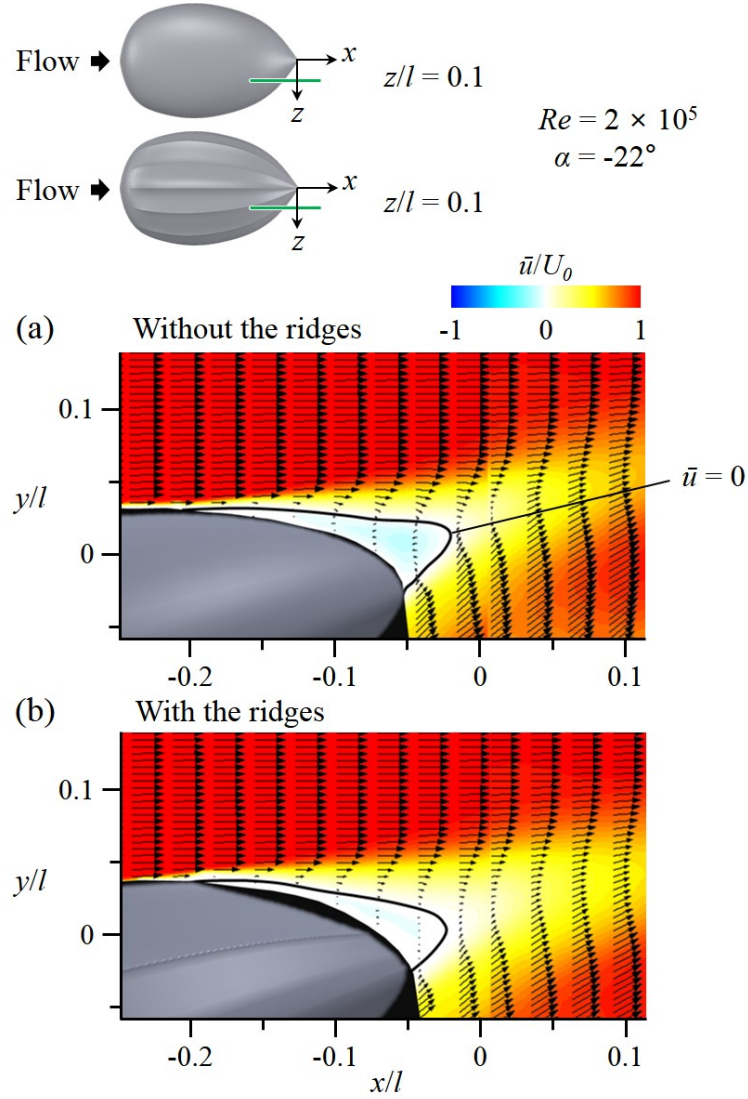 Flow x z/l = 0.1
z
Re = 2 × 10⁵
α = -22°
Flow x z/l = 0.1
z
ū/U₀
-1 0 1
(a) Without the ridges
0.1
y/l
0
ū = 0
-0.2 -0.1 0 0.1
(b) With the ridges
0.1
y/l
0
-0.2 -0.1 0 0.1
x/l